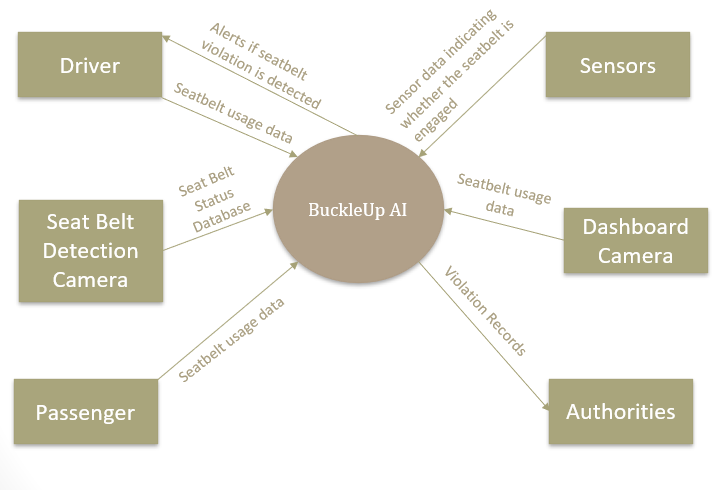 Driver
Alerts if seatbelt
violation is detected
Seatbelt usage data
Sensor data indicating
whether the seatbelt is
engaged
Sensors
Seat Belt
Detection
Camera
Seat Belt
Status
Database
BuckleUp AI
Seatbelt usage
data
Dashboard
Camera
Passenger
Seatbelt usage data
Violation Records
Authorities